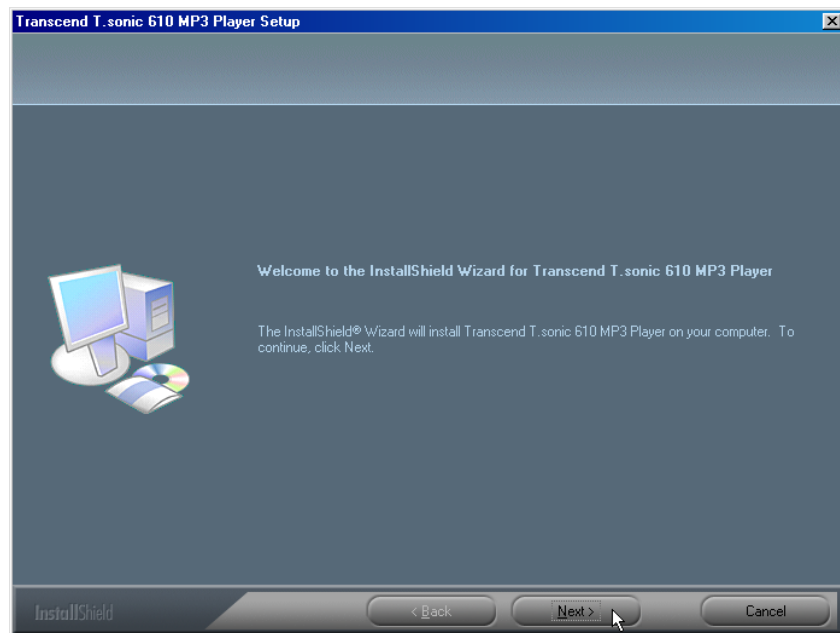 Transcend T.sonic 610 MP3 Player Setup
Welcome to the InstallShield Wizard for Transcend T.sonic 610 MP3 Player
The InstallShield® Wizard will install Transcend T.sonic 610 MP3 Player on your computer. To
continue, click Next.
InstallShield
< Back
Next >
Cancel